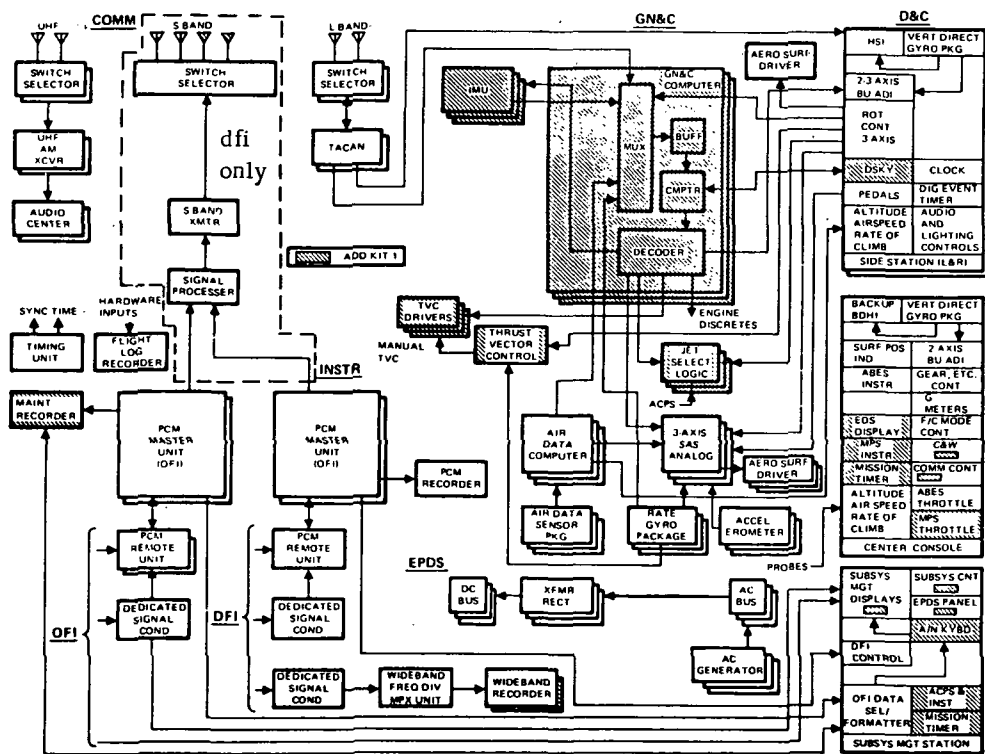 COMM
UHF
S BAND
SWITCH
SELECTOR
SWITCH
SELECTOR
UHF
AM
XCVR
AUDIO
CENTER
dfi
only
S BAND
XMTR
SIGNAL
PROCESSER
L BAND
SWITCH
SELECTOR
TACAN
ADD KIT 1
SYNC TIME
HARDWARE
INPUTS
TIMING
UNIT
FLIGHT
LOG
RECORDER
INSTR
MAINT
RECORDER
PCM
MASTER
UNIT
(OFI)
PCM
MASTER
UNIT
(DFI)
PCM
RECORDER
OFI
PCM
REMOTE
UNIT
DEDICATED
SIGNAL
COND
DFI
PCM
REMOTE
UNIT
DEDICATED
SIGNAL
COND
DEDICATED
SIGNAL
COND
WIDEBAND
FREQ DIV
MPX UNIT
WIDEBAND
RECORDER
GN&C
IMU
GN&C
COMPUTER
MUX
BUFF
CMPTR
DECODER
AERO SURF
DRIVER
ENGINE
DISCRETES
TVC
DRIVERS
MANUAL
TVC
THRUST
VECTOR
CONTROL
JET
SELECT
LOGIC
ACPS
AIR
DATA
COMPUTER
3-AXIS
SAS
ANALOG
AERO SURF
DRIVER
AIR DATA
SENSOR
PKG
RATE
GYRO
PACKAGE
ACCEL
EROMETER
PROBES
EPDS
DC
BUS
XFMR
RECT
AC
BUS
AC
GENERATOR
D&C
HSI
VERT DIRECT
GYRO PKG
2-3 AXIS
BU ADI
ROT
CONT
3 AXIS
DSKY
CLOCK
PEDALS
DIG EVENT
TIMER
ALTITUDE
AIRSPEED
RATE OF
CLIMB
AUDIO
AND
LIGHTING
CONTROLS
SIDE STATION (L&R)
BACKUP
BDHI
VERT DIRECT
GYRO PKG
SURF POS
IND
2 AXIS
BU ADI
ABES
INSTR
GEAR, ETC.
CONT
G
METERS
EDS
DISPLAY
F/C MODE
CONT
MPS
INSTR
C&W
MISSION
TIMER
COMM CONT
ALTITUDE
AIR SPEED
RATE OF
CLIMB
ABES
THROTTLE
MPS
THROTTLE
CENTER CONSOLE
SUBSYS
MGT
DISPLAYS
SUBSYS CNT
EPDS PANEL
A/N KYBD
DFI
CONTROL
OFI DATA
SEL/
FORMATTER
ACPS &
INST
MISSION
TIMER
SUBSYS MGT STATION